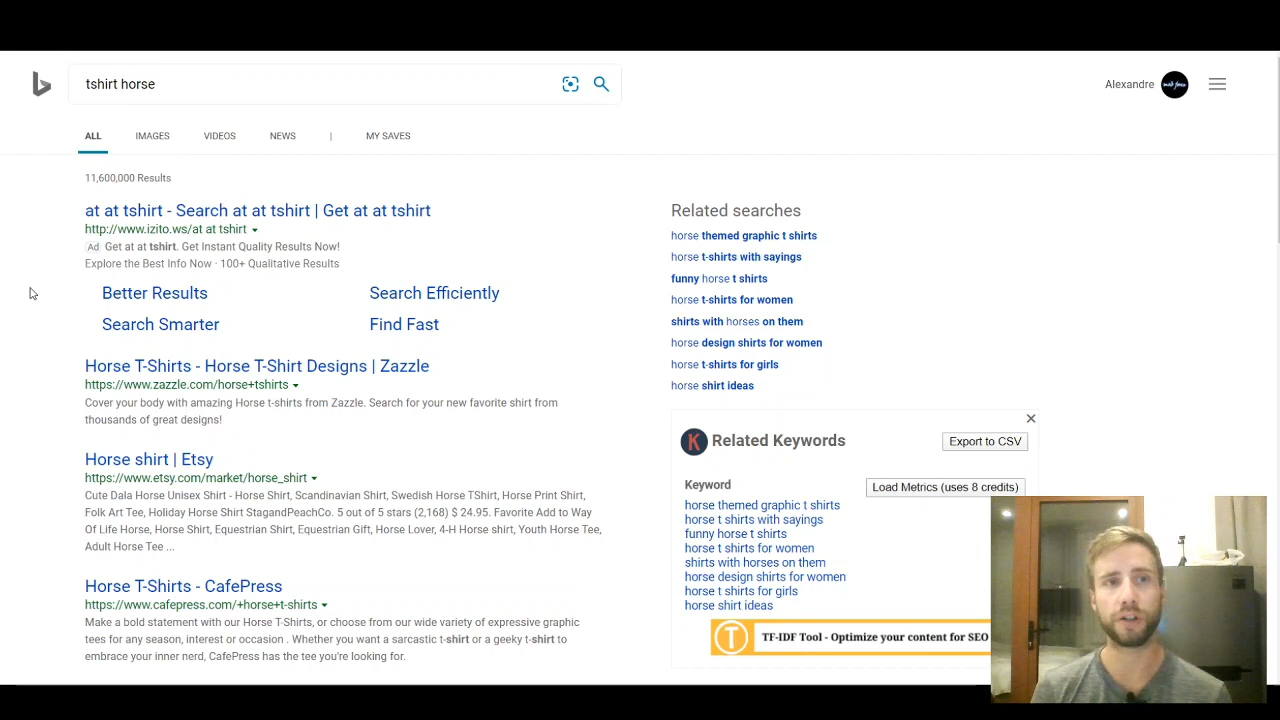 tshirt horse
Alexandre
ALL IMAGES VIDEOS NEWS | MY SAVES
11,600,000 Results
at at tshirt - Search at at tshirt | Get at at tshirt
http://www.izito.ws/at at tshirt
Ad Get at at tshirt. Get Instant Quality Results Now!
Explore the Best Info Now · 100+ Qualitative Results
Better Results Search Efficiently
Search Smarter Find Fast
Horse T-Shirts - Horse T-Shirt Designs | Zazzle
https://www.zazzle.com/horse+tshirts
Cover your body with amazing Horse t-shirts from Zazzle. Search for your new favorite shirt from
thousands of great designs!
Horse shirt | Etsy
https://www.etsy.com/market/horse_shirt
Cute Dala Horse Unisex Shirt - Horse Shirt, Scandinavian Shirt, Swedish Horse TShirt, Horse Print Shirt,
Folk Art Tee, Holiday Horse Shirt StagandPeachCo. 5 out of 5 stars (2,168) $ 24.95. Favorite Add to Way
Of Life Horse, Horse Shirt, Equestrian Shirt, Equestrian Gift, Horse Lover, 4-H Horse shirt, Youth Horse Tee,
Adult Horse Tee ...
Horse T-Shirts - CafePress
https://www.cafepress.com/+horse+t-shirts
Make a bold statement with our Horse T-Shirts, or choose from our wide variety of expressive graphic
tees for any season, interest or occasion . Whether you want a sarcastic t-shirt or a geeky t-shirt to
embrace your inner nerd, CafePress has the tee you're looking for.
Related searches
horse themed graphic t shirts
horse t-shirts with sayings
funny horse t shirts
horse t-shirts for women
shirts with horses on them
horse design shirts for women
horse t-shirts for girls
horse shirt ideas
K Related Keywords Export to CSV
Keyword Load Metrics (uses 8 credits)
horse themed graphic t shirts
horse t shirts with sayings
funny horse t shirts
horse t shirts for women
shirts with horses on them
horse design shirts for women
horse t shirts for girls
horse shirt ideas
T TF-IDF Tool - Optimize your content for SEO